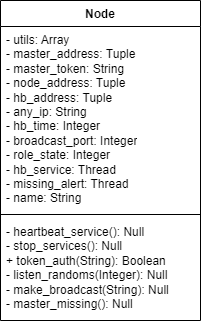 Node
- utils: Array
- master_address: Tuple
- master_token: String
- node_address: Tuple
- hb_address: Tuple
- any_ip: String
- hb_time: Integer
- broadcast_port: Integer
- role_state: Integer
- hb_service: Thread
- missing_alert: Thread
- name: String
- heartbeat_service(): Null
- stop_services(): Null
+ token_auth(String): Boolean
- listen_randoms(Integer): Null
- make_broadcast(String): Null
- master_missing(): Null